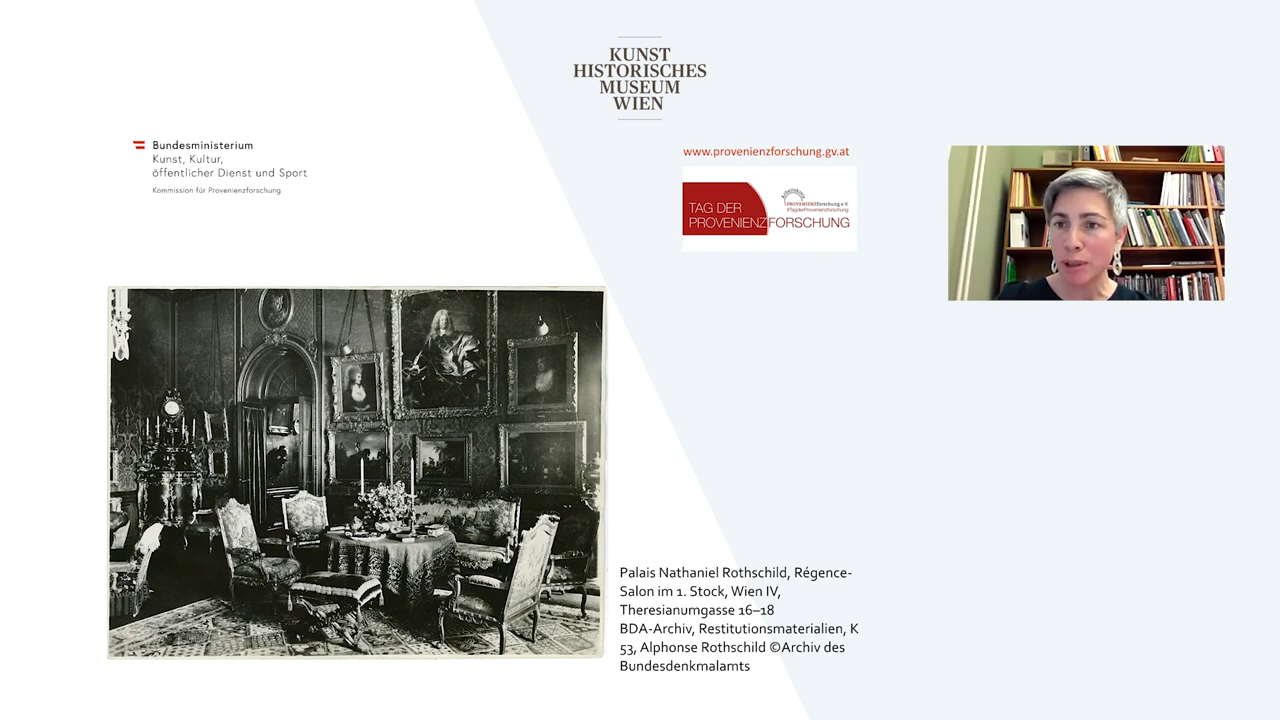 KUNST
HISTORISCHES
MUSEUM
WIEN
Bundesministerium
Kunst, Kultur,
öffentlicher Dienst und Sport
Kommission für Provenienzforschung
www.provenienzforschung.gv.at
TAG DER
PROVENIENZFORSCHUNG
PROVENIENZforschung e.V.
#TagderProvenienzforschung
Palais Nathaniel Rothschild, Régence-
Salon im 1. Stock, Wien IV,
Theresianumgasse 16–18
BDA-Archiv, Restitutionsmaterialien, K
53, Alphonse Rothschild ©Archiv des
Bundesdenkmalamts